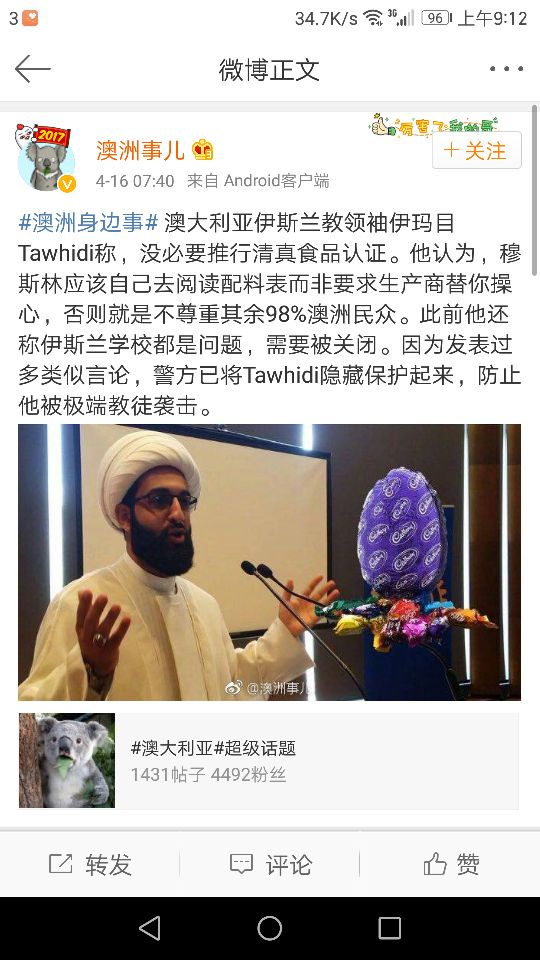 3
34.7K/s 3G 96 上午9:12
微博正文
2017
厉害了我的哥
澳洲事儿
+关注
4-16 07:40 来自 Android客户端
#澳洲身边事# 澳大利亚伊斯兰教领袖伊玛目
Tawhidi称，没必要推行清真食品认证。他认为，穆
斯林应该自己去阅读配料表而非要求生产商替你操
心，否则就是不尊重其余98%澳洲民众。此前他还
称伊斯兰学校都是问题，需要被关闭。因为发表过
多类似言论，警方已将Tawhidi隐藏保护起来，防止
他被极端教徒袭击。
Cadbury
@澳洲事儿
#澳大利亚#超级话题
1431帖子 4492粉丝
转发
评论
赞